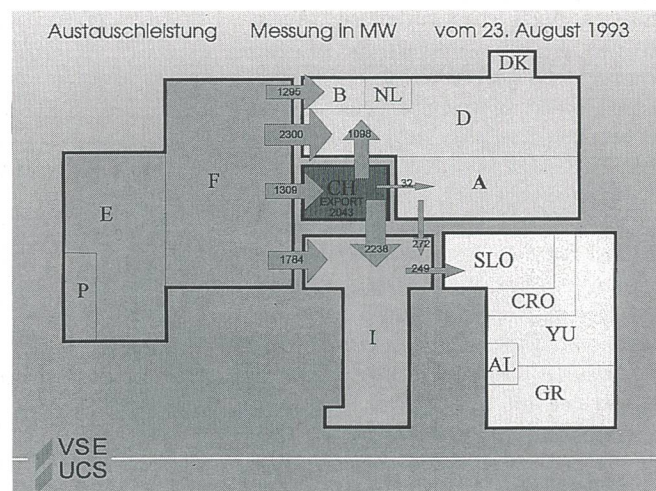 Austauschleistung Messung in MW vom 23. August 1993
DK
1295 B NL
D
2300 1098
F
1309 CH 32 A
EXPORT
2043
E
272
1784 2238 249 SLO
P
CRO
I YU
AL
GR
VSE
UCS